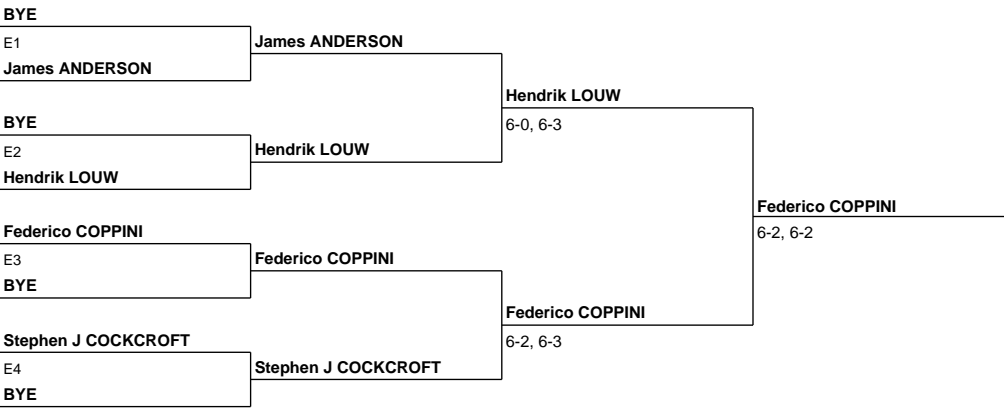 BYE
E1
James ANDERSON
James ANDERSON
BYE
E2
Hendrik LOUW
Hendrik LOUW
Hendrik LOUW
6-0, 6-3
Federico COPPINI
E3
BYE
Federico COPPINI
Stephen J COCKCROFT
E4
BYE
Stephen J COCKCROFT
Federico COPPINI
6-2, 6-3
Federico COPPINI
6-2, 6-2